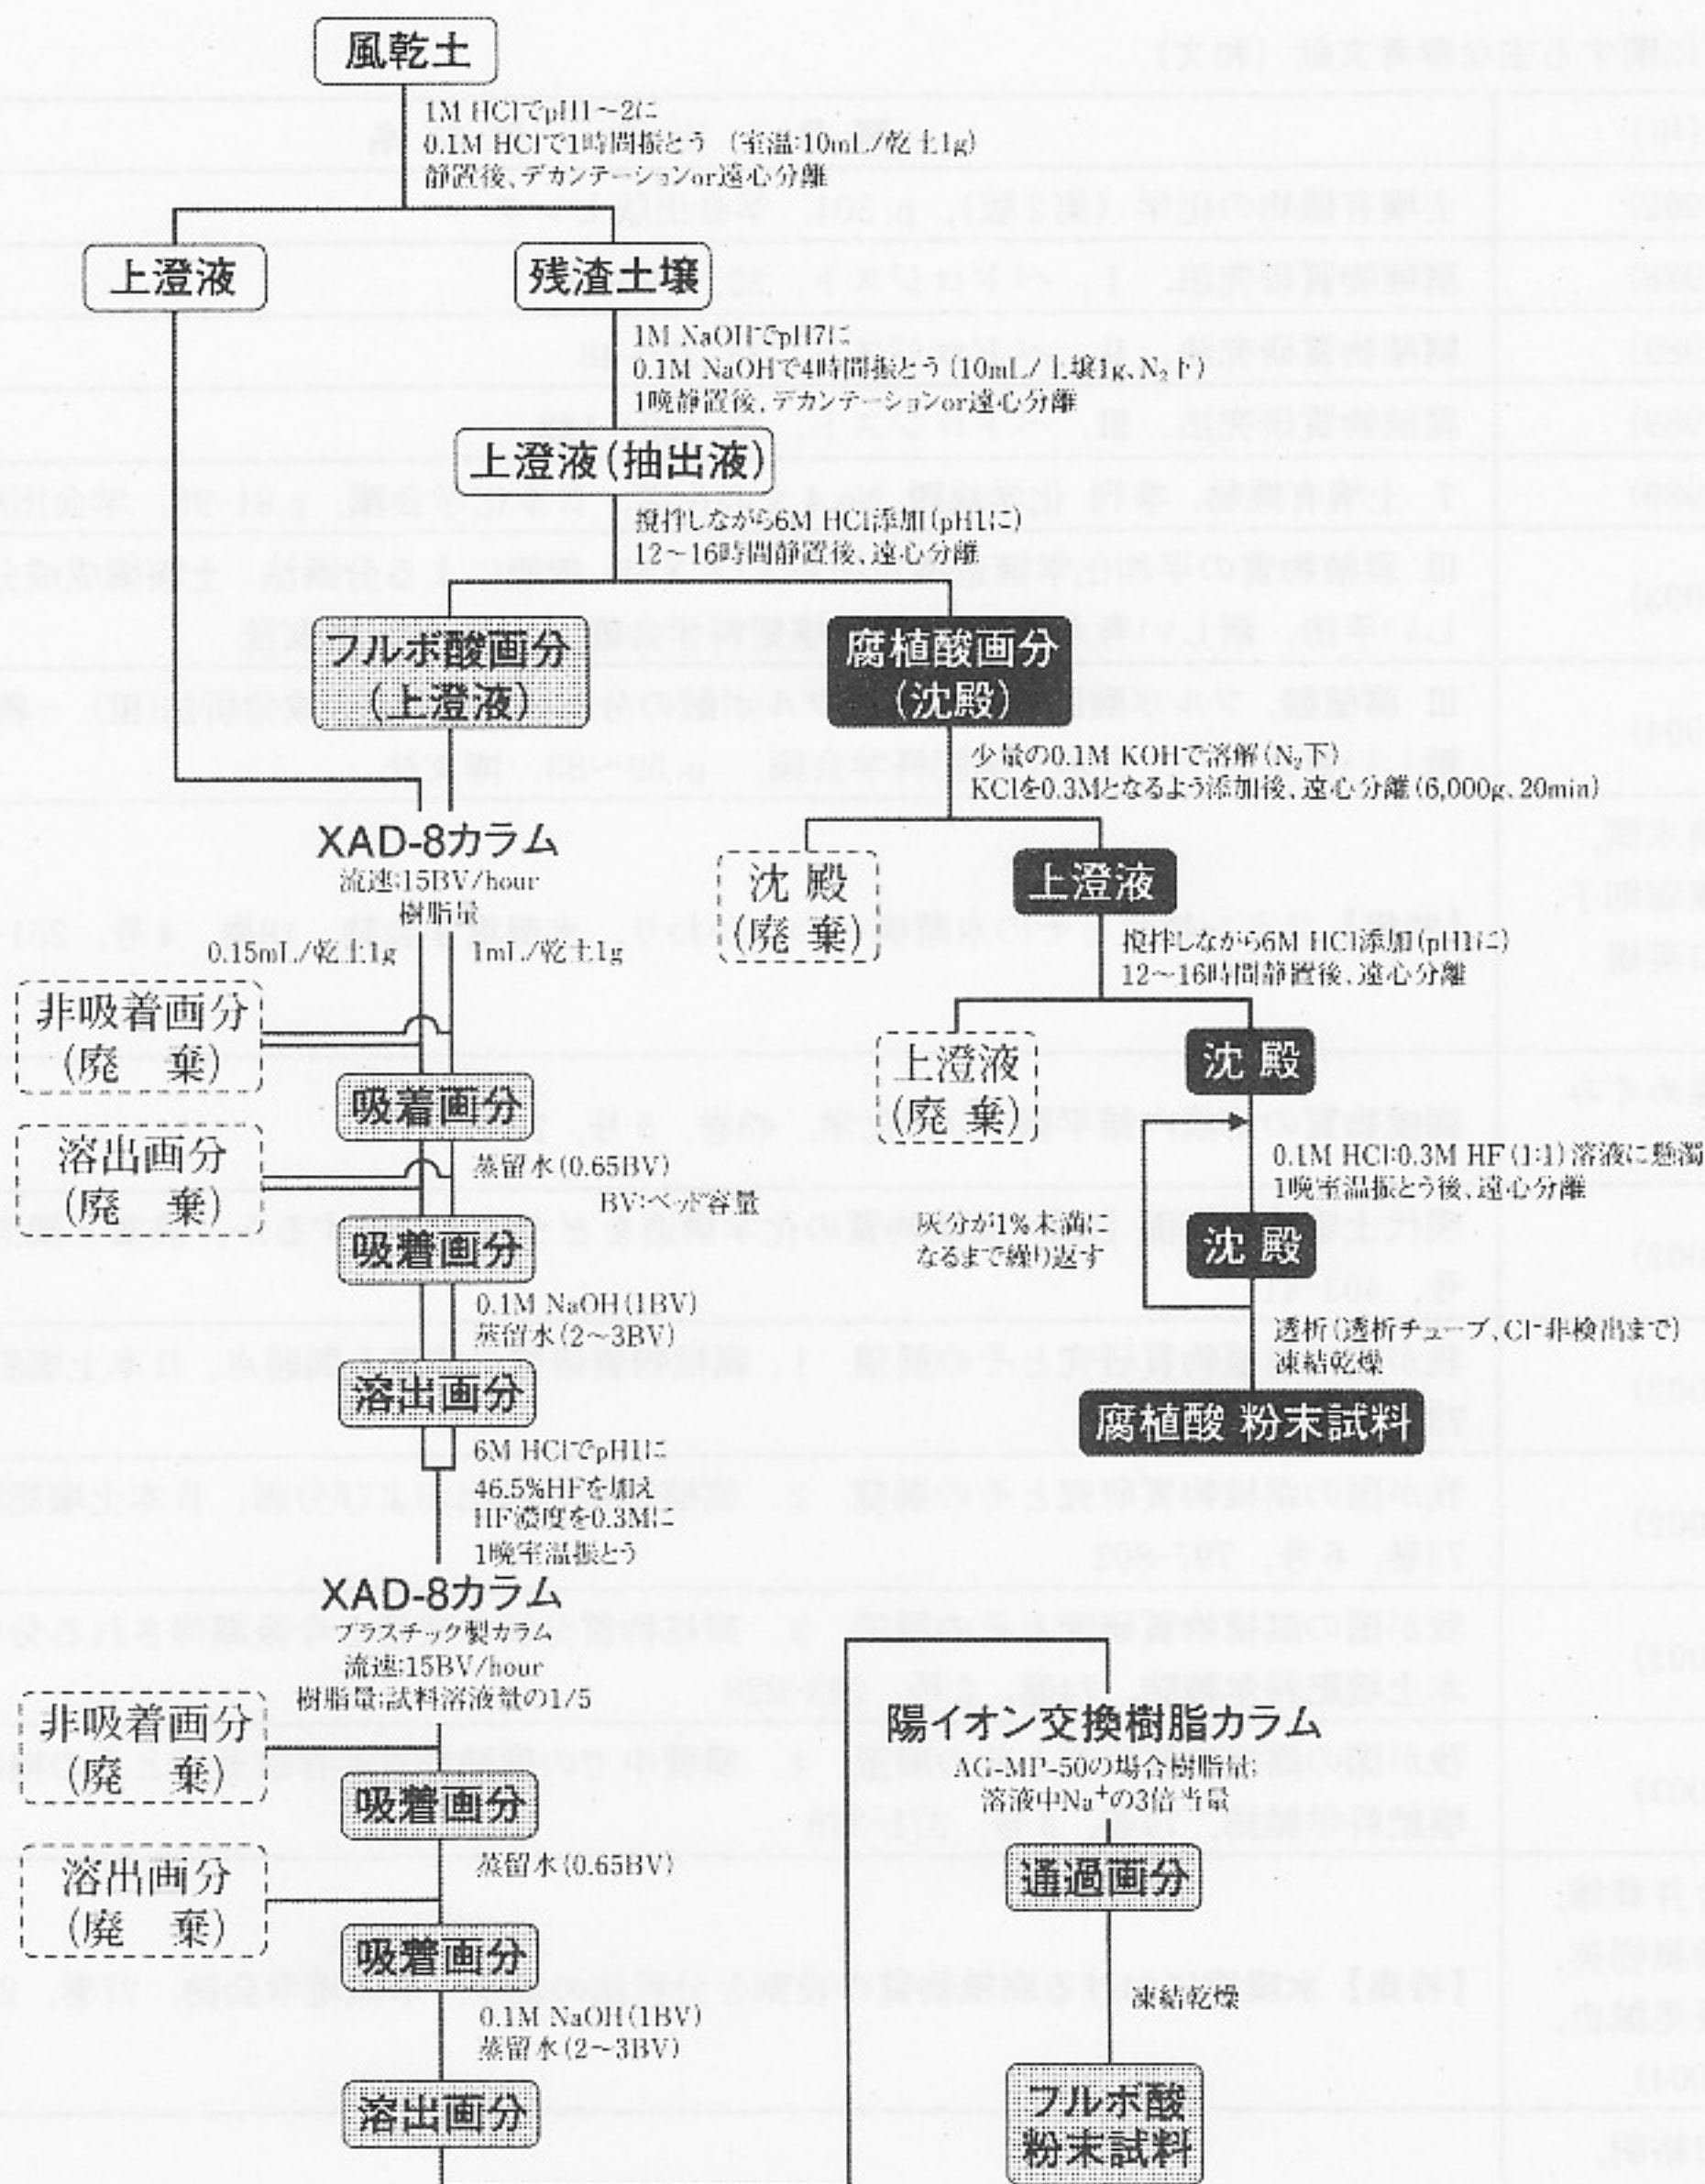 風乾土
1M HClでpH1～2に
0.1M HClで1時間振とう (室温:10mL/乾土1g)
静置後、デカンテーションor遠心分離
上澄液
残渣土壌
1M NaOHでpH7に
0.1M NaOHで4時間振とう(10mL/土壌1g、N₂下)
1晩静置後、デカンテーションor遠心分離
上澄液(抽出液)
攪拌しながら6M HCl添加(pH1に)
12～16時間静置後、遠心分離
フルボ酸画分
(上澄液)
腐植酸画分
(沈殿)
少量の0.1M KOHで溶解(N₂下)
KClを0.3Mとなるよう添加後、遠心分離(6,000g、20min)
沈 殿
(廃 棄)
上澄液
攪拌しながら6M HCl添加(pH1に)
12～16時間静置後、遠心分離
上澄液
(廃 棄)
沈 殿
0.1M HCl:0.3M HF(1:1)溶液に懸濁
1晩室温振とう後、遠心分離
灰分が1%未満に
なるまで繰り返す
沈 殿
透析(透析チューブ、Cl⁻非検出まで)
凍結乾燥
腐植酸 粉末試料
XAD-8カラム
流速:15BV/hour
樹脂量
0.15mL/乾土1g
1mL/乾土1g
非吸着画分
(廃 棄)
吸着画分
溶出画分
(廃 棄)
蒸留水(0.65BV)
BV:ベッド容量
吸着画分
0.1M NaOH(1BV)
蒸留水(2～3BV)
溶出画分
6M HClでpH1に
46.5%HFを加え
HF濃度を0.3Mに
1晩室温振とう
XAD-8カラム
プラスチック製カラム
流速:15BV/hour
樹脂量:試料溶液量の1/5
非吸着画分
(廃 棄)
吸着画分
溶出画分
(廃 棄)
蒸留水(0.65BV)
吸着画分
0.1M NaOH(1BV)
蒸留水(2～3BV)
溶出画分
陽イオン交換樹脂カラム
AG-MP-50の場合樹脂量:
溶液中Na⁺の3倍当量
通過画分
凍結乾燥
フルボ酸
粉末試料